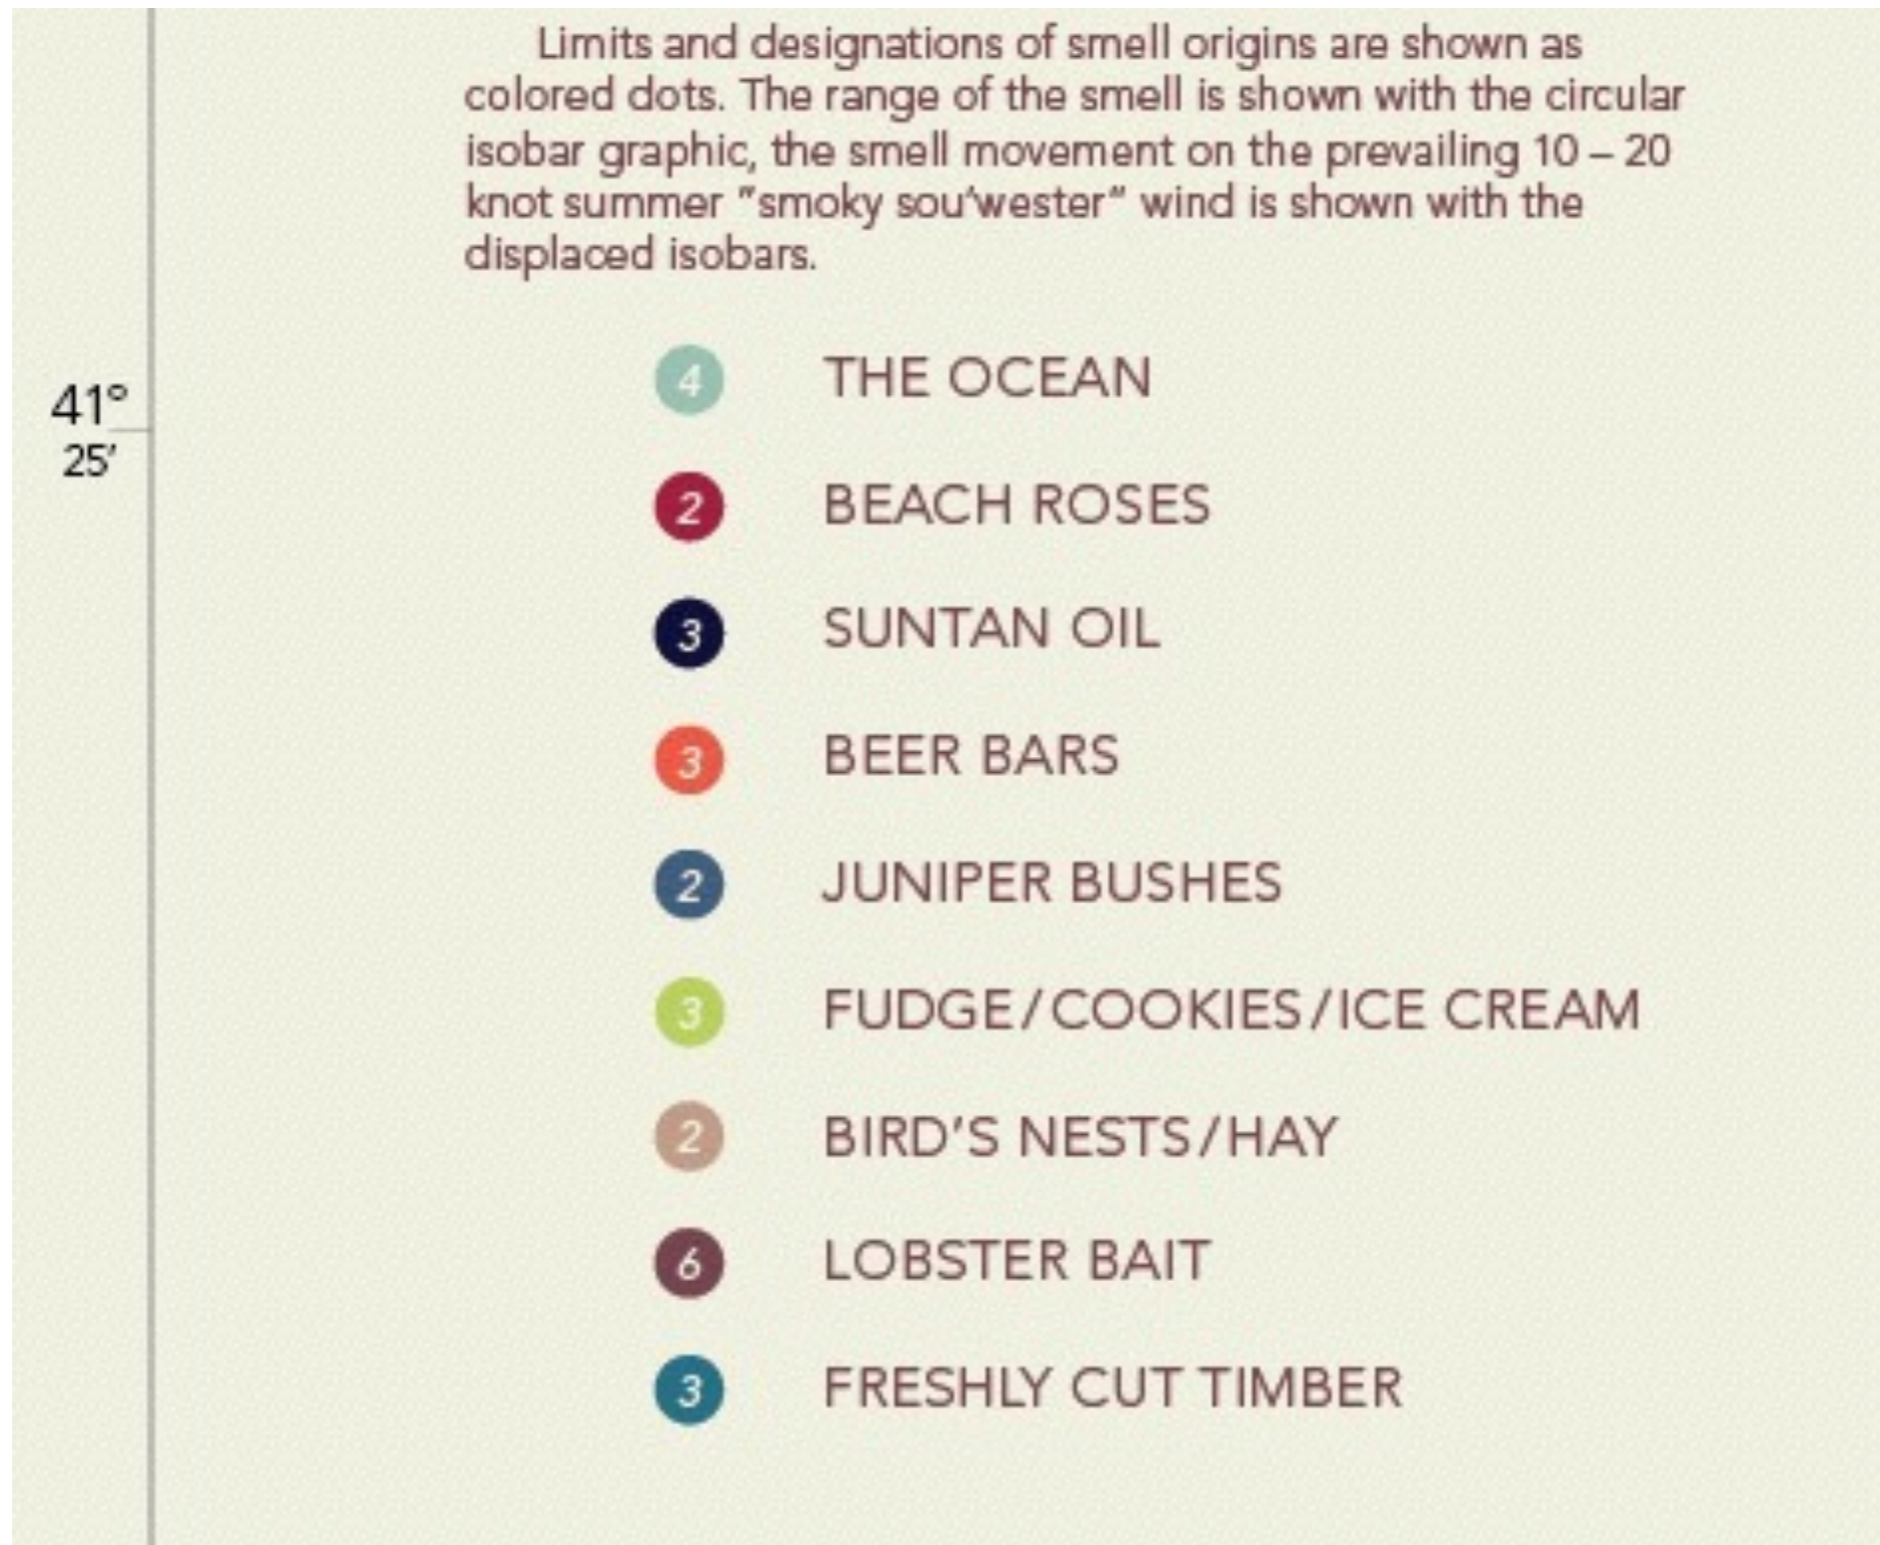 Limits and designations of smell origins are shown as
colored dots. The range of the smell is shown with the circular
isobar graphic, the smell movement on the prevailing 10 – 20
knot summer "smoky sou'wester" wind is shown with the
displaced isobars.
4 THE OCEAN
41°
25'
2 BEACH ROSES
3 SUNTAN OIL
3 BEER BARS
2 JUNIPER BUSHES
3 FUDGE/COOKIES/ICE CREAM
2 BIRD'S NESTS/HAY
6 LOBSTER BAIT
3 FRESHLY CUT TIMBER